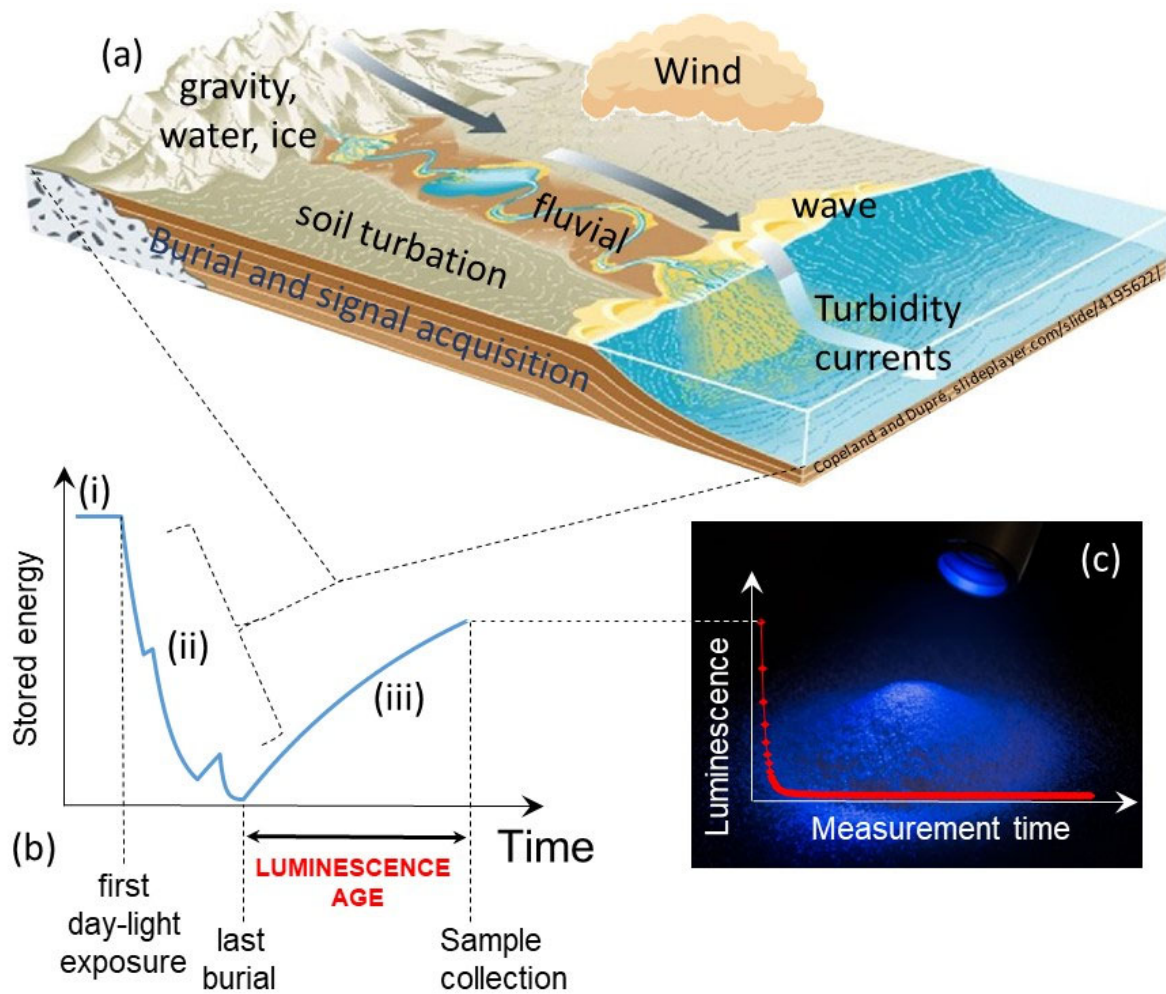 (a)
gravity,
water, ice
Wind
soil turbation
fluvial
wave
Burial and signal acquisition
Turbidity
currents
Copeland and Dupré, slideplayer.com/slide/4195622/
(i)
(ii)
(iii)
Stored energy
Time
(b)
LUMINESCENCE
AGE
first
day-light
exposure
last
burial
Sample
collection
(c)
Luminescence
Measurement time